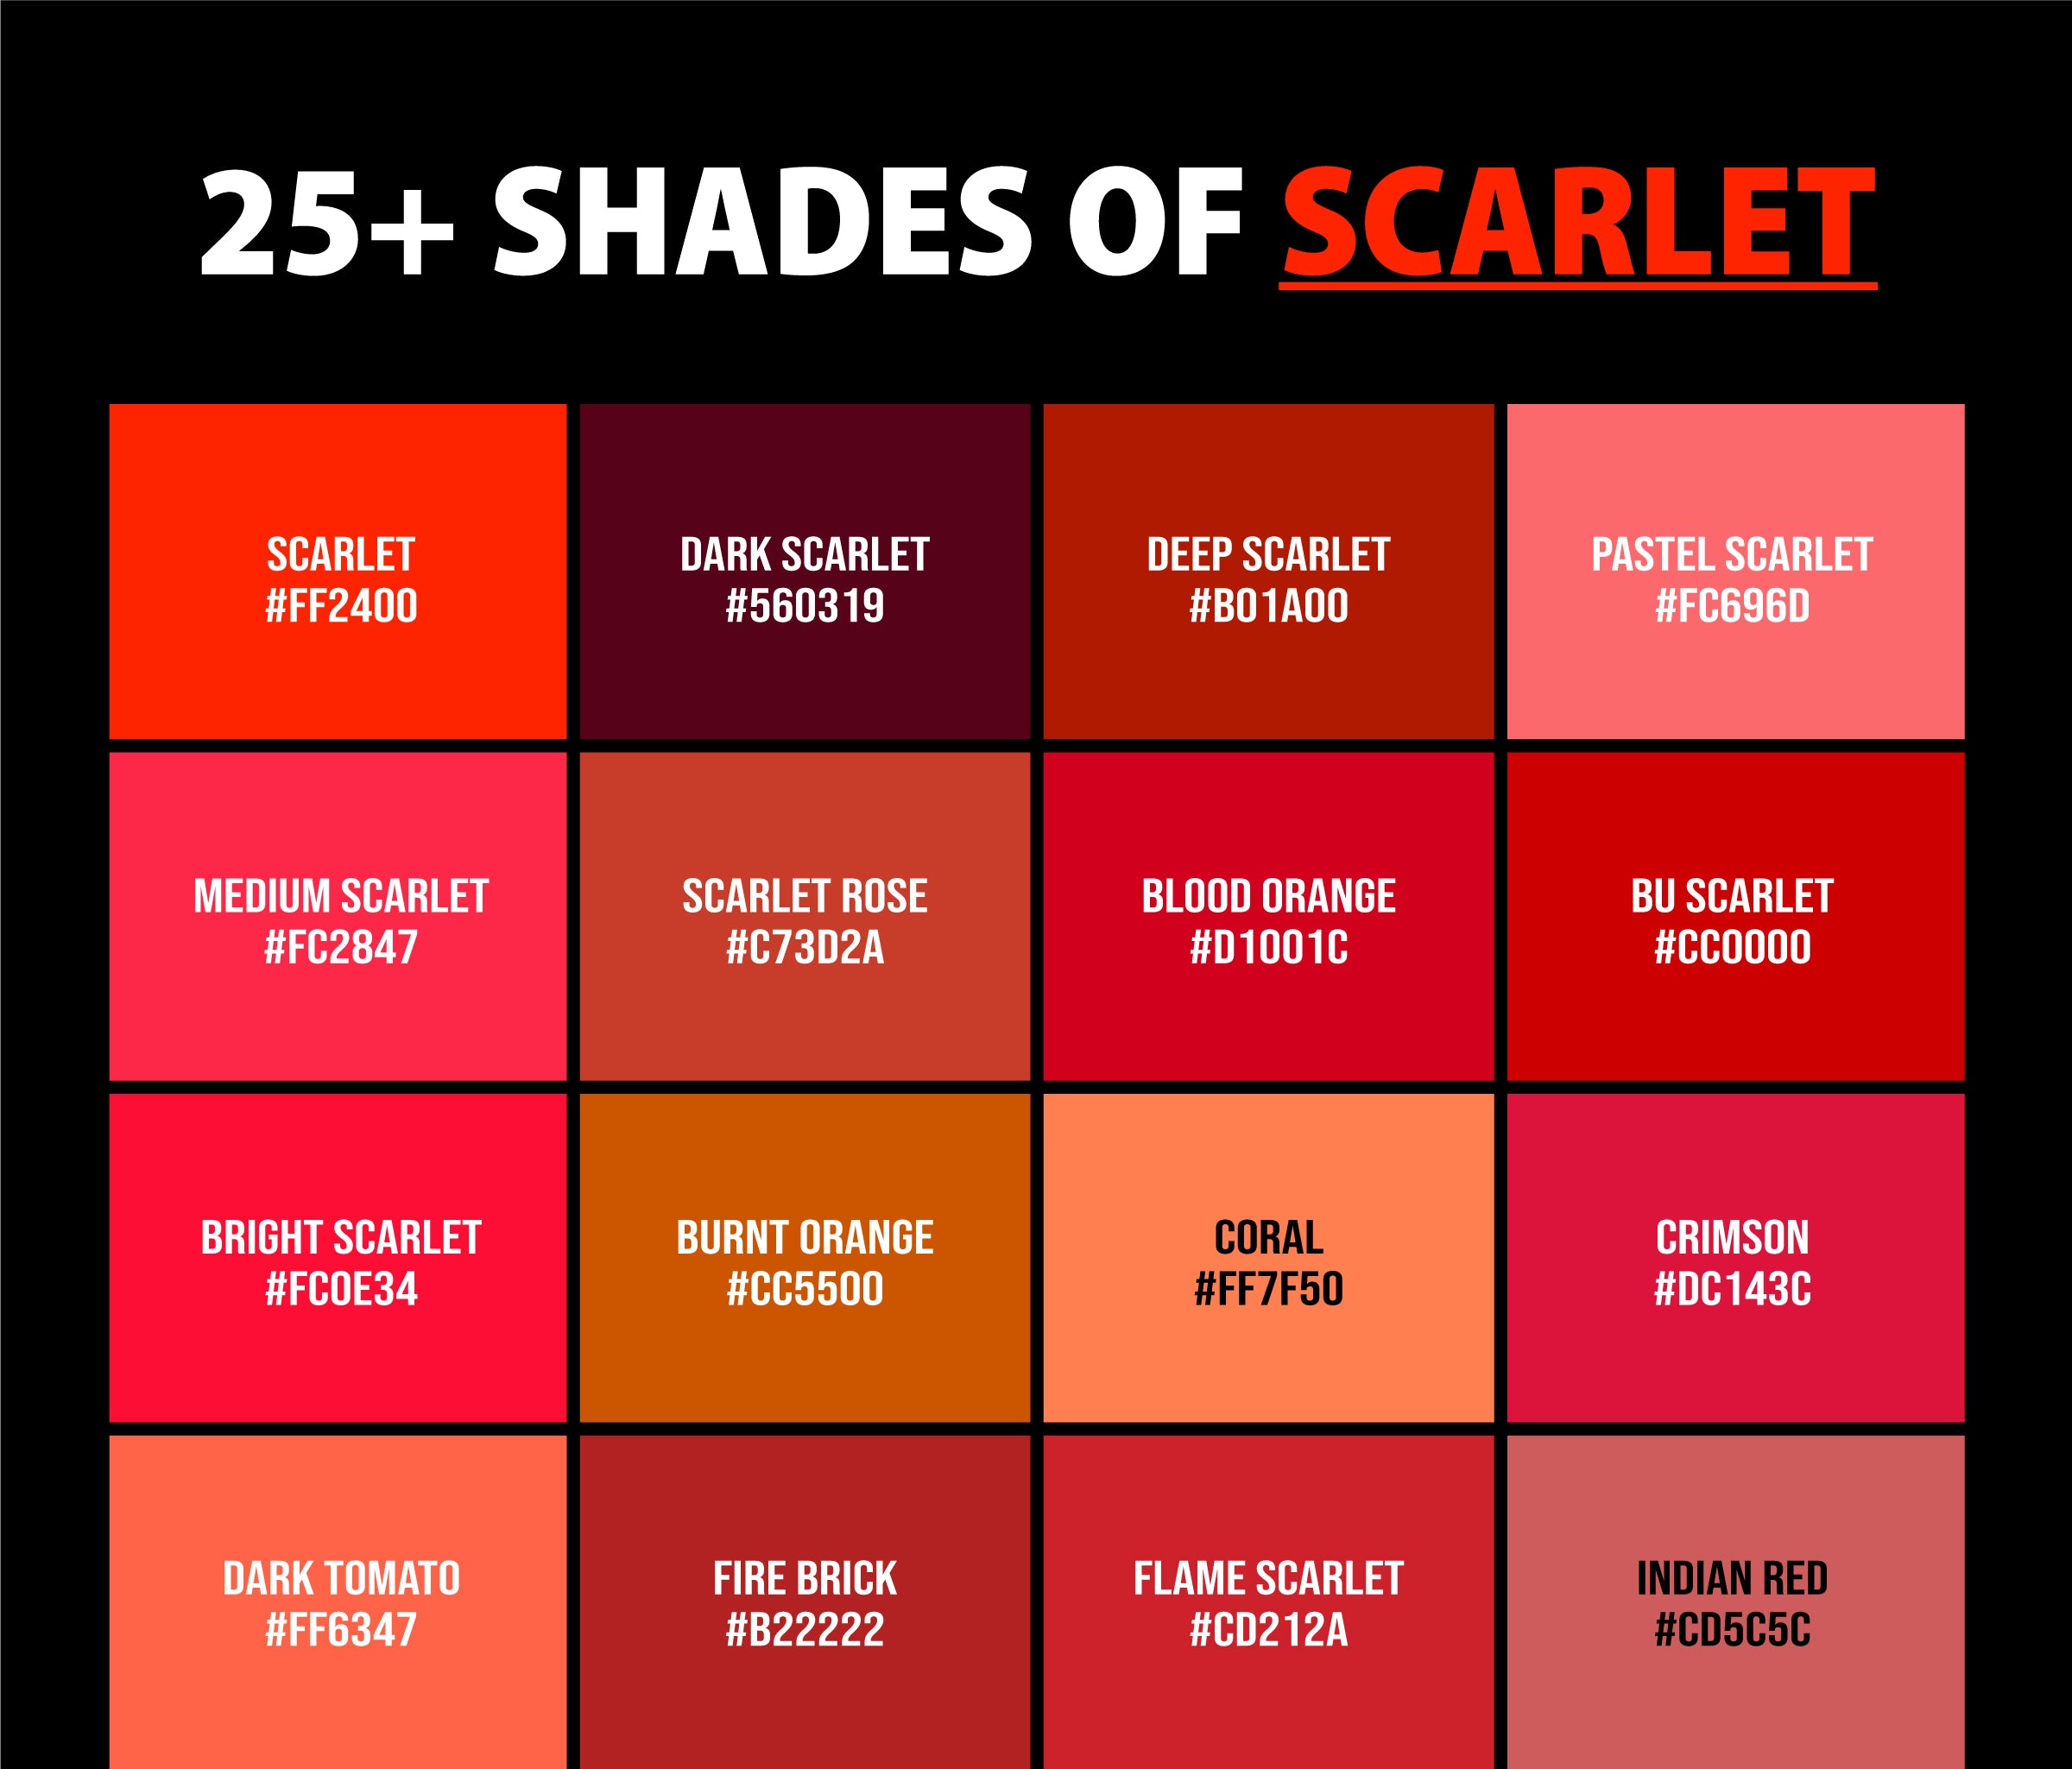 25+ SHADES OF SCARLET
SCARLET
#FF2400
DARK SCARLET
#560319
DEEP SCARLET
#B01A00
PASTEL SCARLET
#FC696D
MEDIUM SCARLET
#FC2847
SCARLET ROSE
#C73D2A
BLOOD ORANGE
#D1001C
BU SCARLET
#CC0000
BRIGHT SCARLET
#FC0E34
BURNT ORANGE
#CC5500
CORAL
#FF7F50
CRIMSON
#DC143C
DARK TOMATO
#FF6347
FIRE BRICK
#B22222
FLAME SCARLET
#CD212A
INDIAN RED
#CD5C5C